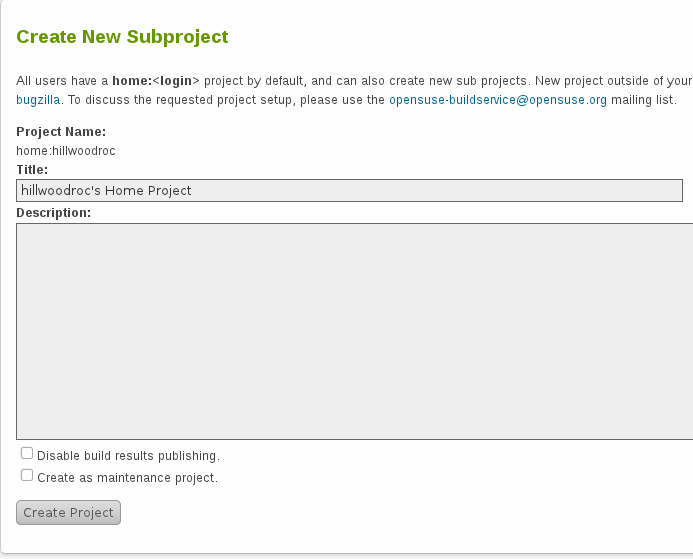 Create New Subproject
All users have a home:<login> project by default, and can also create new sub projects. New project outside of your
bugzilla. To discuss the requested project setup, please use the opensuse-buildservice@opensuse.org mailing list.
Project Name:
home:hillwoodroc
Title:
hillwoodroc's Home Project
Description:
Disable build results publishing.
Create as maintenance project.
Create Project